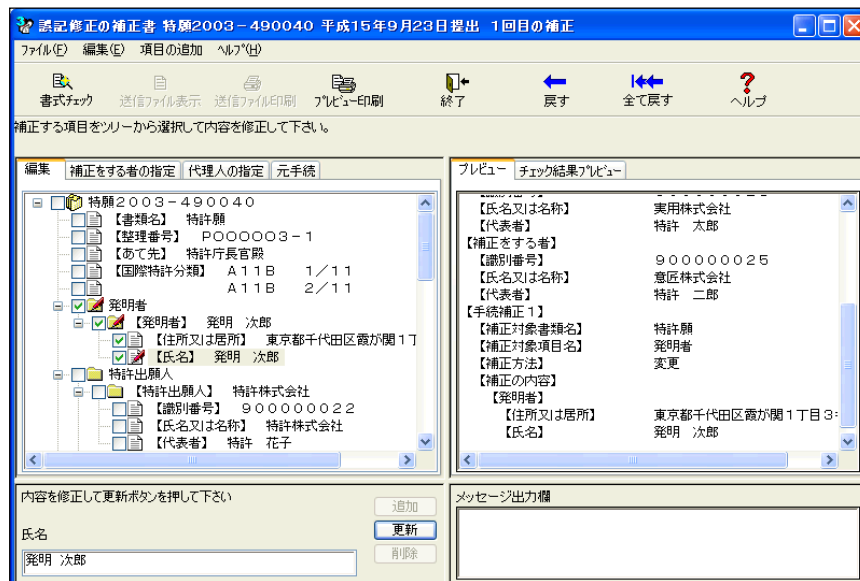 誤記修正の補正書 特願2003-490040 平成15年9月23日提出 1回目の補正
ファイル(F) 編集(E) 項目の追加 ヘルプ(H)
書式チェック 送信ファイル表示 送信ファイル印刷 プレビュー印刷 終了 戻す 全て戻す ヘルプ
補正する項目をツリーから選択して内容を修正して下さい。
編集 補正をする者の指定 代理人の指定 元手続
特願2003-490040
【書類名】 特許願
【整理番号】 P000003-1
【あて先】 特許庁長官殿
【国際特許分類】 A11B 1/11
A11B 2/11
発明者
【発明者】 発明 次郎
【住所又は居所】 東京都千代田区霞が関1丁
【氏名】 発明 次郎
特許出願人
【特許出願人】 特許株式会社
【識別番号】 900000022
【氏名又は名称】 特許株式会社
【代表者】 特許 花子
プレビュー チェック結果プレビュー
【氏名又は名称】 実用株式会社
【代表者】 特許 太郎
【補正をする者】
【識別番号】 900000025
【氏名又は名称】 意匠株式会社
【代表者】 特許 二郎
【手続補正1】
【補正対象書類名】 特許願
【補正対象項目名】 発明者
【補正方法】 変更
【補正の内容】
【発明者】
【住所又は居所】 東京都千代田区霞が関1丁目3
【氏名】 発明 次郎
内容を修正して更新ボタンを押して下さい
追加
更新
削除
氏名
発明 次郎
メッセージ出力欄